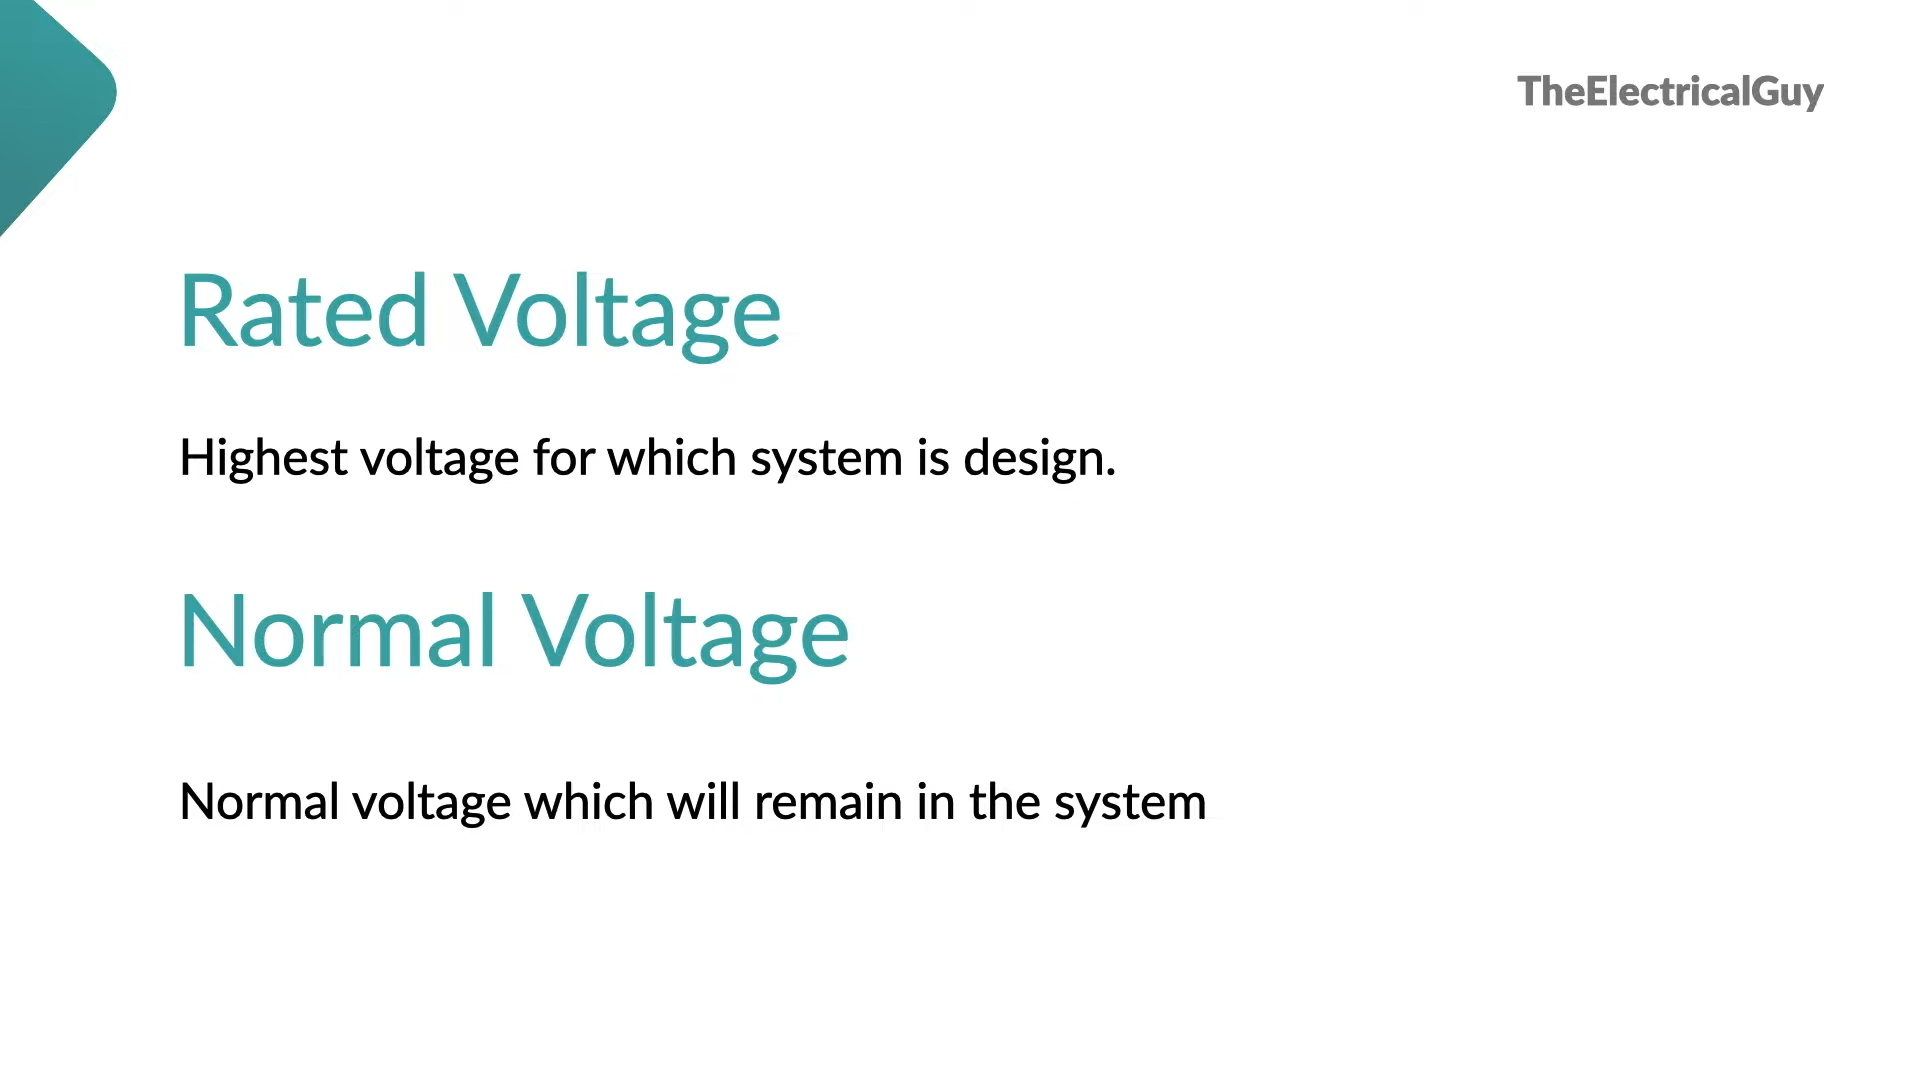 TheElectricalGuy
Rated Voltage
Highest voltage for which system is design.
Normal Voltage
Normal voltage which will remain in the system